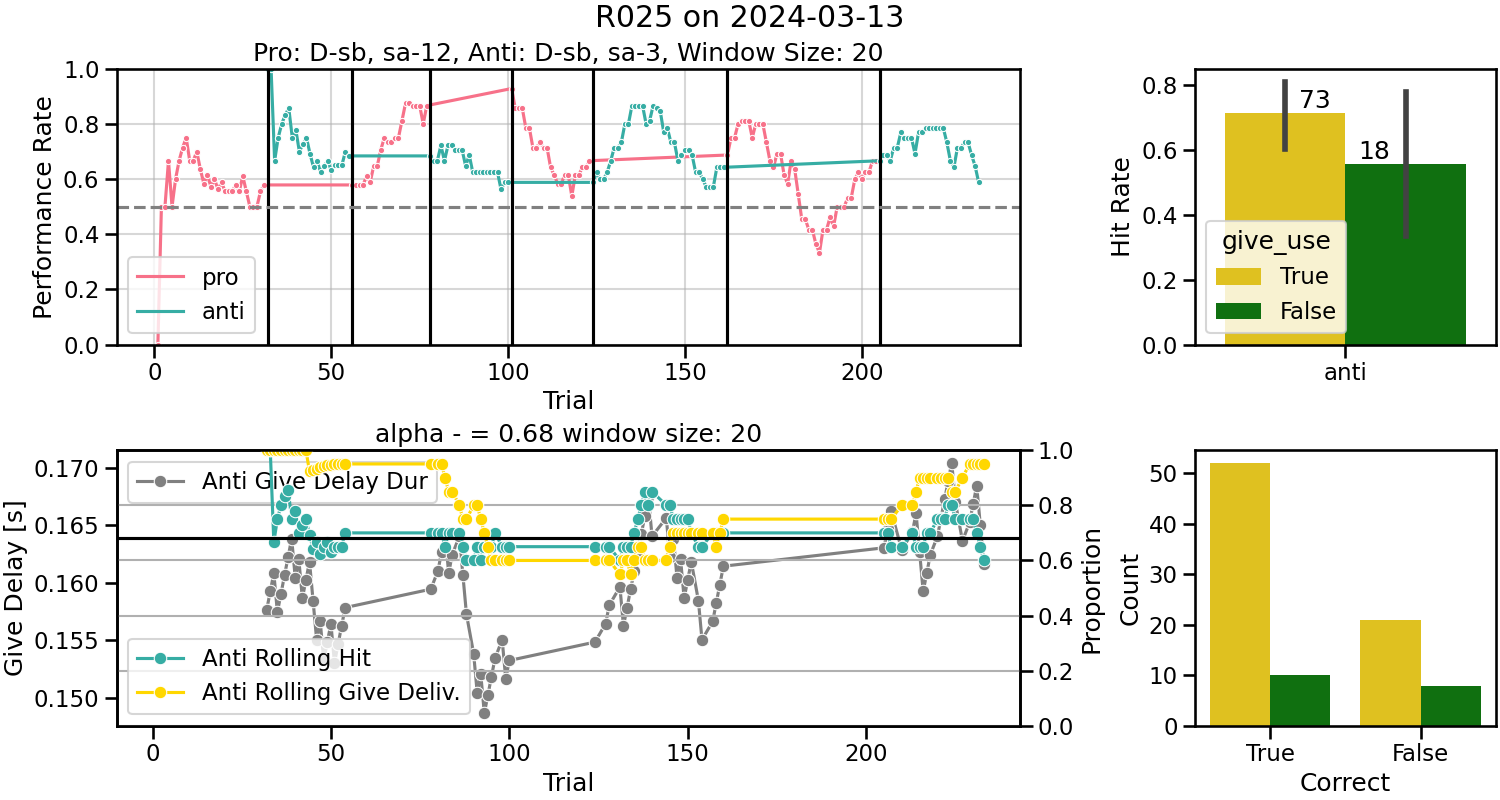 R025 on 2024-03-13
Pro: D-sb, sa-12, Anti: D-sb, sa-3, Window Size: 20
Performance Rate
1.0
0.8
0.6
0.4
0.2
0.0
pro
anti
0 50 100 150 200
Trial
Hit Rate
0.8
0.6
0.4
0.2
0.0
73
18
give_use
True
False
anti
alpha - = 0.68 window size: 20
Give Delay [s]
0.170
0.165
0.160
0.155
0.150
Anti Give Delay Dur
Anti Rolling Hit
Anti Rolling Give Deliv.
1.0
0.8
0.6
0.4
0.2
0.0
Proportion
0 50 100 150 200
Trial
Count
50
40
30
20
10
0
True False
Correct